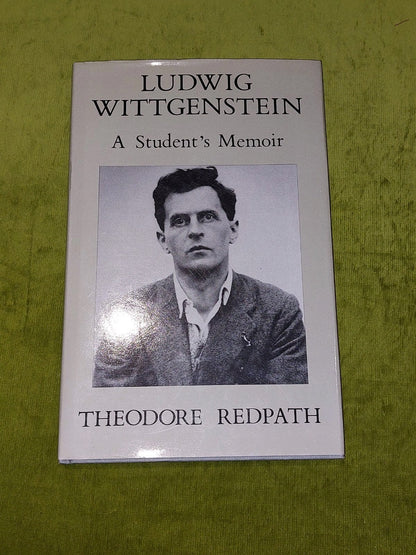 LUDWIG
WITTGENSTEIN
A Student's Memoir
THEODORE REDPATH